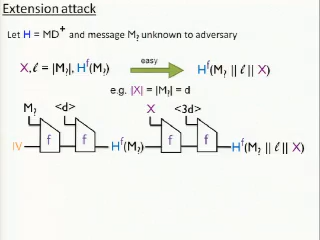 Extension attack
Let H = MD+ and message M? unknown to adversary
X, ℓ = |M?|, Hf(M?) easy Hf(M? || ℓ || X)
e.g. |X| = |M?| = d
M? <d> X <3d>
IV f f Hf(M?) f f Hf(M? || ℓ || X)